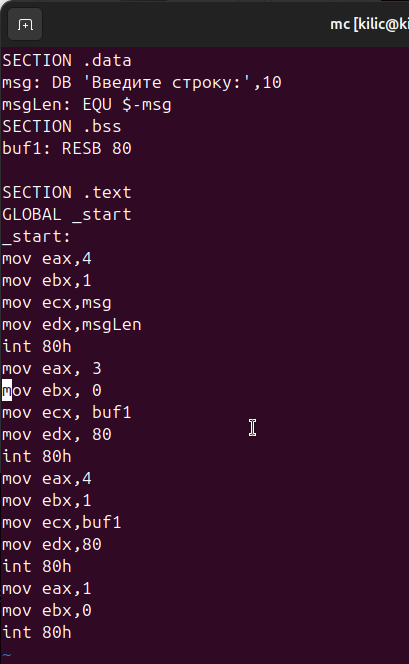 mc [kilic@ki
SECTION .data
msg: DB 'Введите строку:',10
msgLen: EQU $-msg
SECTION .bss
buf1: RESB 80

SECTION .text
GLOBAL _start
_start:
mov eax,4
mov ebx,1
mov ecx,msg
mov edx,msgLen
int 80h
mov eax, 3
mov ebx, 0
mov ecx, buf1
mov edx, 80
int 80h
mov eax,4
mov ebx,1
mov ecx,buf1
mov edx,80
int 80h
mov eax,1
mov ebx,0
int 80h
~